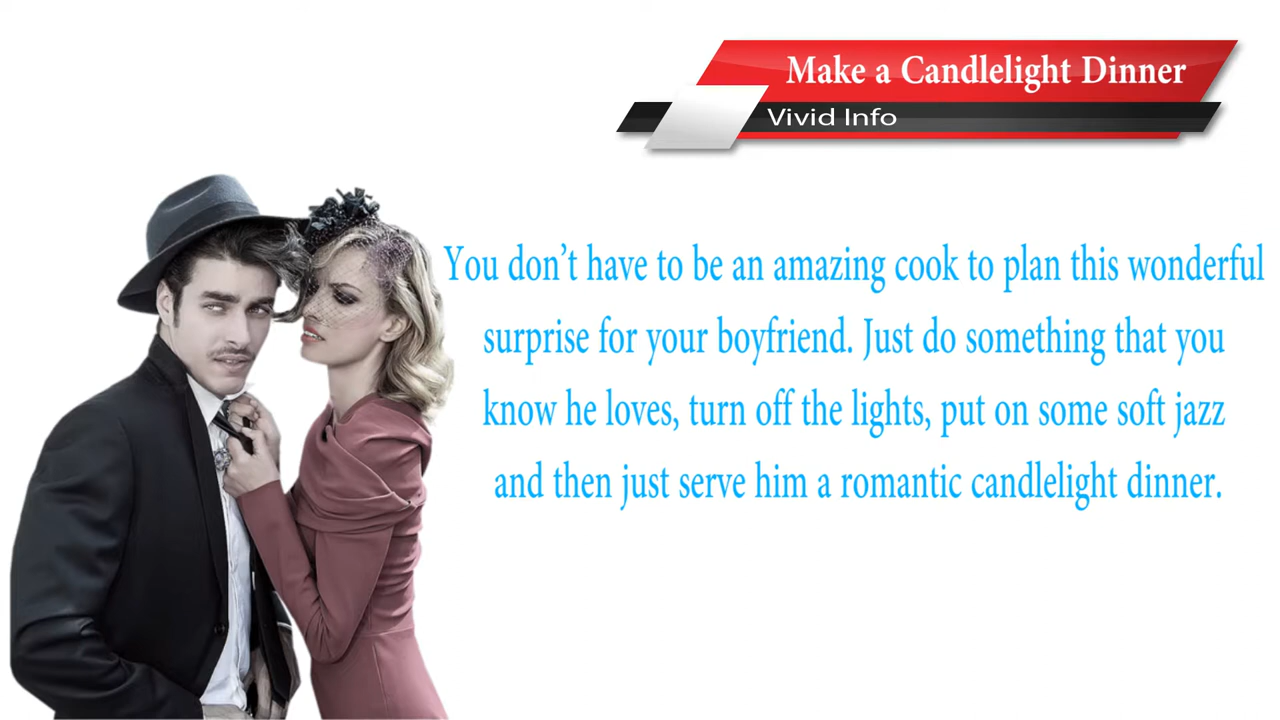 Make a Candlelight Dinner
Vivid Info
You don’t have to be an amazing cook to plan this wonderful
surprise for your boyfriend. Just do something that you
know he loves, turn off the lights, put on some soft jazz
and then just serve him a romantic candlelight dinner.